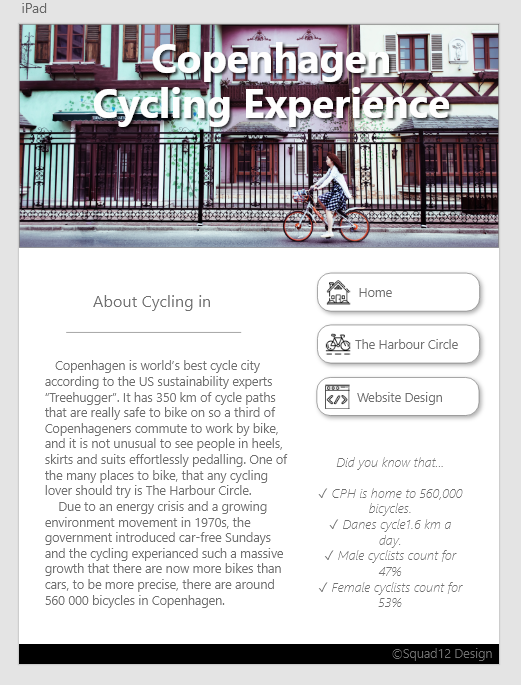 iPad
Copenhagen
Cycling Experience
About Cycling in
Copenhagen is world's best cycle city
according to the US sustainability experts
“Treehugger”. It has 350 km of cycle paths
that are really safe to bike on so a third of
Copenhageners commute to work by bike,
and it is not unusual to see people in heels,
skirts and suits effortlessly pedalling. One of
the many places to bike, that any cycling
lover should try is The Harbour Circle.
Due to an energy crisis and a growing
environment movement in 1970s, the
government introduced car-free Sundays
and the cycling experianced such a massive
growth that there are now more bikes than
cars, to be more precise, there are around
560 000 bicycles in Copenhagen.
Home
The Harbour Circle
Website Design
Did you know that...
✓ CPH is home to 560,000
bicycles.
✓ Danes cycle1.6 km a
day.
✓ Male cyclists count for
47%
✓ Female cyclists count for
53%
©Squad12 Design